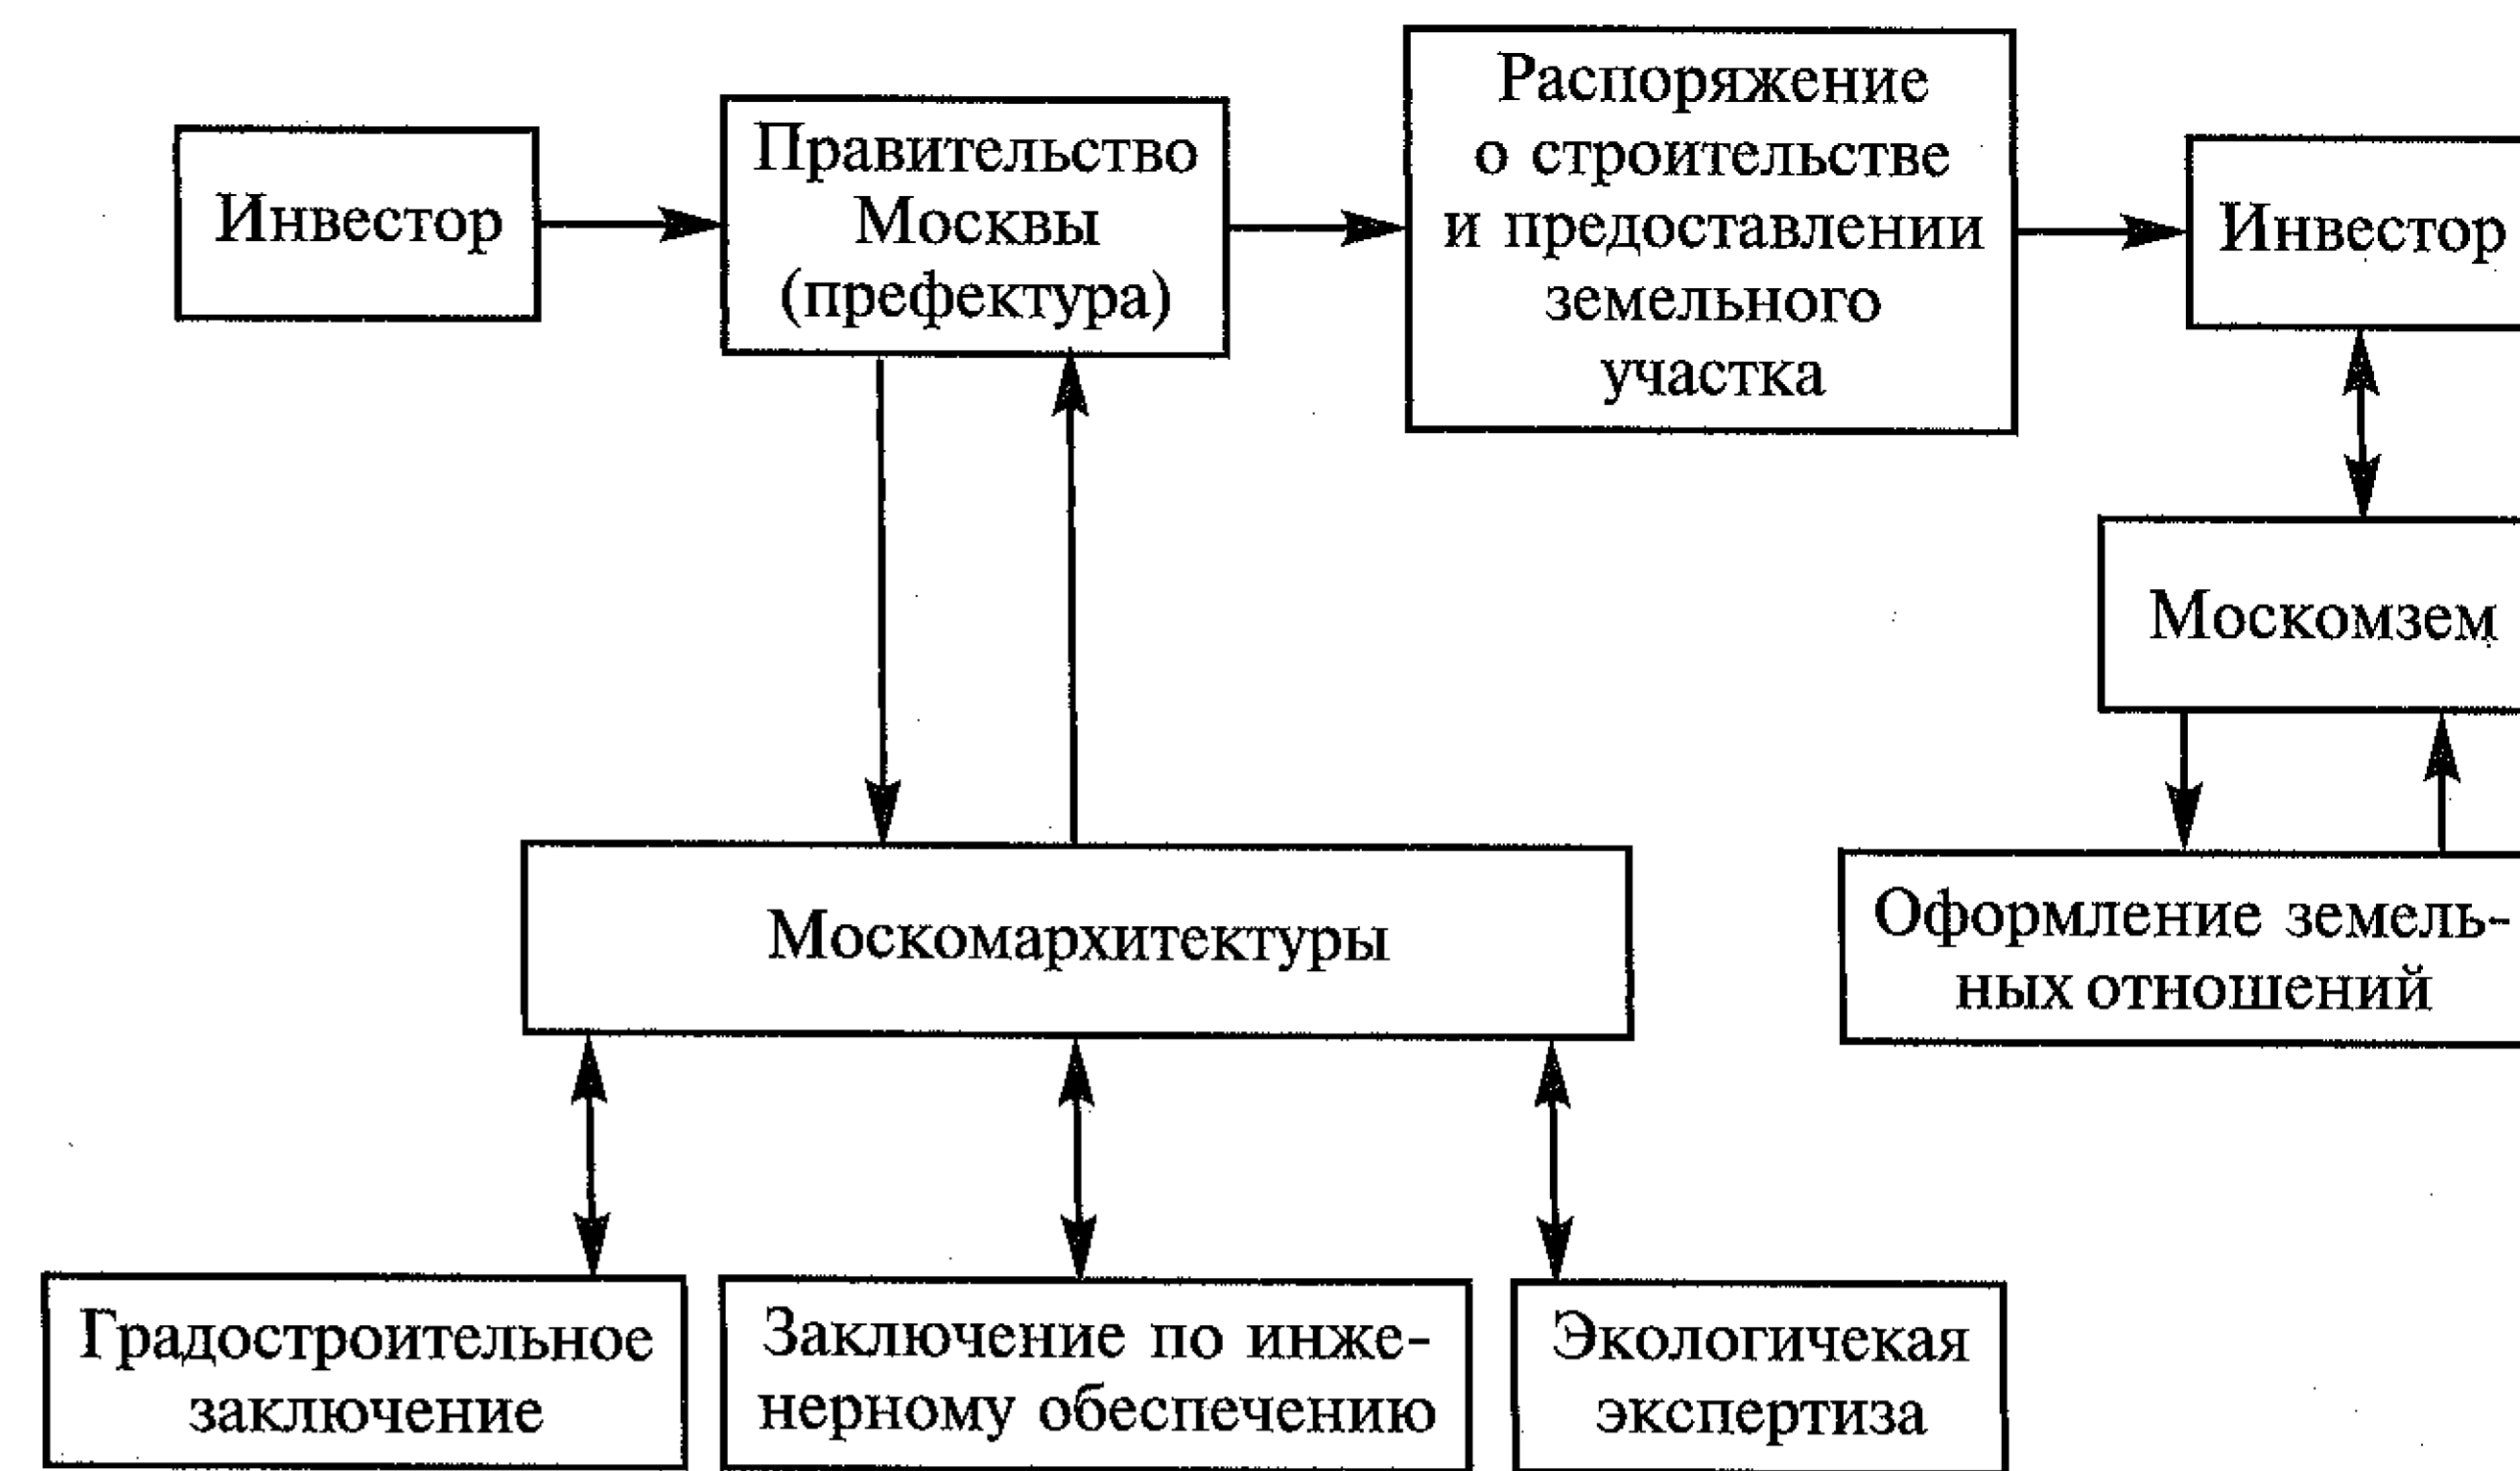 Инвестор
Правительство
Москвы
(префектура)
Распоряжение
о строительстве
и предоставлении
земельного
участка
Инвестор
Москомзем
Москомархитектуры
Оформление земель-
ных отношений
Градостроительное
заключение
Заключение по инже-
нерному обеспечению
Экологичекая
экспертиза